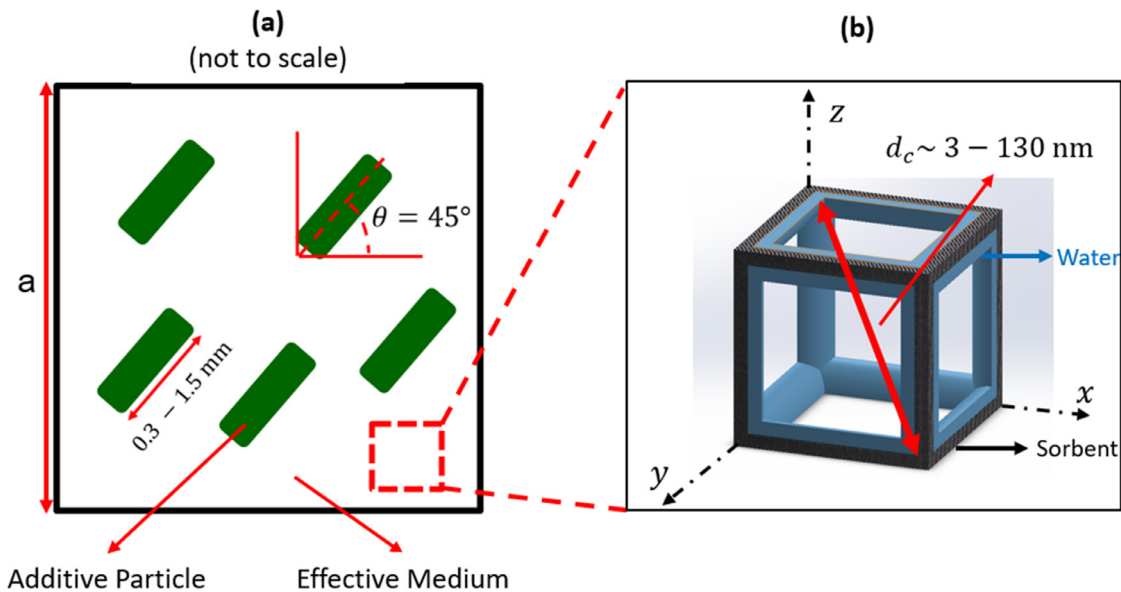 (a)
(not to scale)
a
θ = 45°
0.3 – 1.5 mm
Additive Particle
Effective Medium
(b)
z
d_c~ 3 – 130 nm
Water
x
Sorbent
y